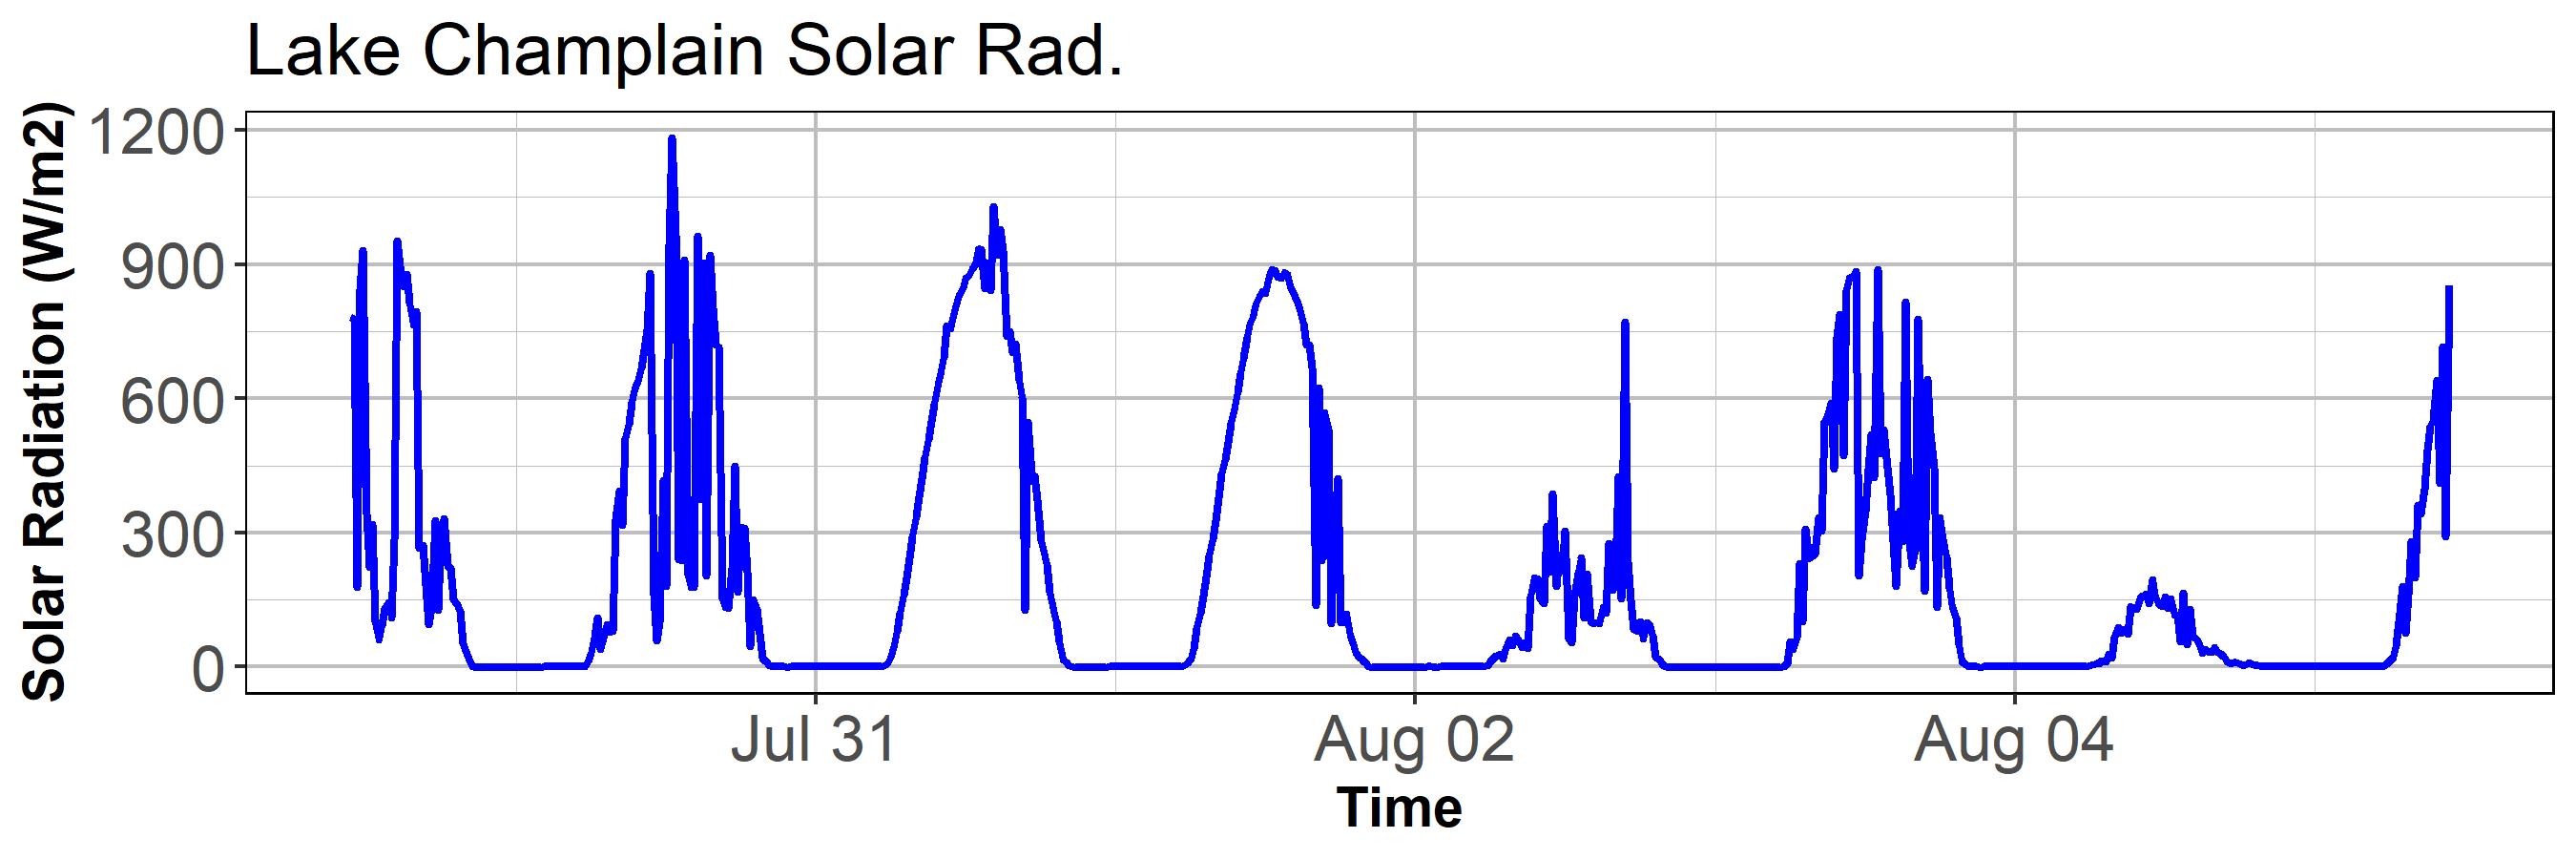 Lake Champlain Solar Rad.
Solar Radiation (W/m2)
1200
900
600
300
0
Jul 31
Aug 02
Aug 04
Time